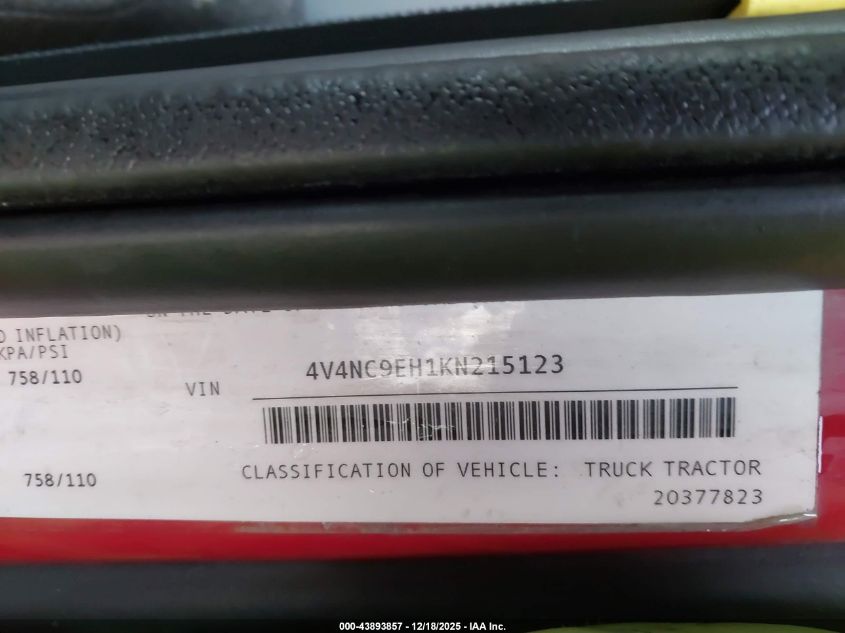 D INFLATION)
KPA/PSI
758/110
VIN 4V4NC9EH1KN215123
758/110
CLASSIFICATION OF VEHICLE: TRUCK TRACTOR
20377823
000-43893857 - 12/18/2025 - IAA Inc.